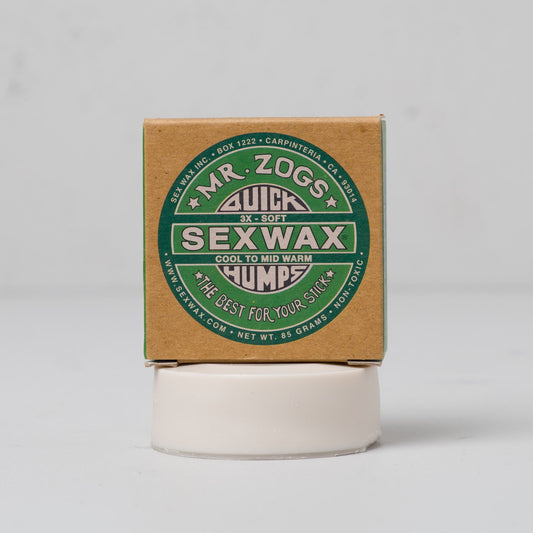 SEX WAX INC. • BOX 1222 • CARPINTERIA • CA • 93014
MR. ZOGS
QUICK
3X - SOFT
SEXWAX
COOL TO MID WARM
HUMPS
THE BEST FOR YOUR STICK
• WWW.SEXWAX.COM • NET WT. 85 GRAMS • NON-TOXIC •